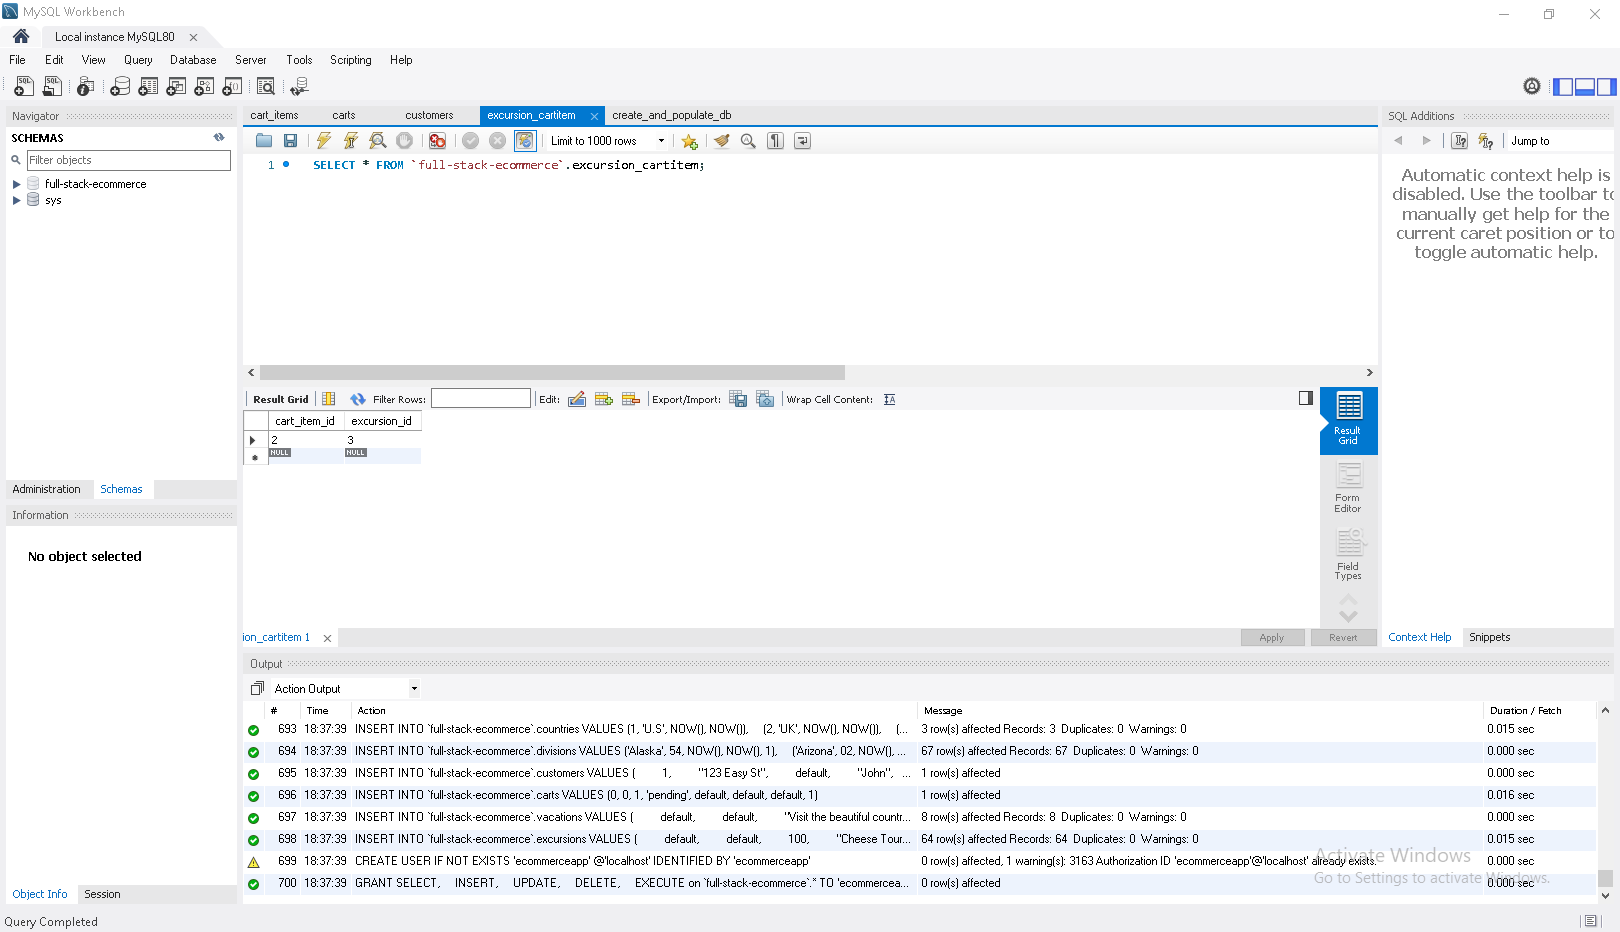 MySQL Workbench
Local instance MySQL80
File Edit View Query Database Server Tools Scripting Help
Navigator
SCHEMAS
Filter objects
full-stack-ecommerce
sys
Administration Schemas
Information
No object selected
Object Info Session
Query Completed
cart_items carts customers excursion_cartitem create_and_populate_db
Limit to 1000 rows
1 SELECT * FROM `full-stack-ecommerce`.excursion_cartitem;
Result Grid Filter Rows: Edit: Export/Import: Wrap Cell Content:
cart_item_id excursion_id
2 3
NULL NULL
Result Grid
Form Editor
Field Types
ion_cartitem 1
Apply Revert
SQL Additions
Jump to
Automatic context help is
disabled. Use the toolbar to
manually get help for the
current caret position or to
toggle automatic help.
Context Help Snippets
Output
Action Output
# Time Action Message Duration / Fetch
693 18:37:39 INSERT INTO `full-stack-ecommerce`.countries VALUES (1, 'U.S', NOW(), NOW()), (2, 'UK', NOW(), NOW()), (... 3 row(s) affected Records: 3 Duplicates: 0 Warnings: 0 0.015 sec
694 18:37:39 INSERT INTO `full-stack-ecommerce`.divisions VALUES ('Alaska', 54, NOW(), NOW(), 1), ('Arizona', 02, NOW(), ... 67 row(s) affected Records: 67 Duplicates: 0 Warnings: 0 0.000 sec
695 18:37:39 INSERT INTO `full-stack-ecommerce`.customers VALUES ( 1, "123 Easy St", default, "John", ... 1 row(s) affected 0.000 sec
696 18:37:39 INSERT INTO `full-stack-ecommerce`.carts VALUES (0, 0, 1, 'pending', default, default, default, 1) 1 row(s) affected 0.016 sec
697 18:37:39 INSERT INTO `full-stack-ecommerce`.vacations VALUES ( default, default, "Visit the beautiful countr... 8 row(s) affected Records: 8 Duplicates: 0 Warnings: 0 0.000 sec
698 18:37:39 INSERT INTO `full-stack-ecommerce`.excursions VALUES ( default, default, 100, "Cheese Tour... 64 row(s) affected Records: 64 Duplicates: 0 Warnings: 0 0.015 sec
699 18:37:39 CREATE USER IF NOT EXISTS 'ecommerceapp'@'localhost' IDENTIFIED BY 'ecommerceapp' 0 row(s) affected, 1 warning(s): 3163 Authorization ID 'ecommerceapp'@'localhost' already exists. 0.000 sec
700 18:37:39 GRANT SELECT, INSERT, UPDATE, DELETE, EXECUTE on `full-stack-ecommerce`.* TO 'ecommercea... 0 row(s) affected 0.000 sec
Activate Windows
Go to Settings to activate Windows.